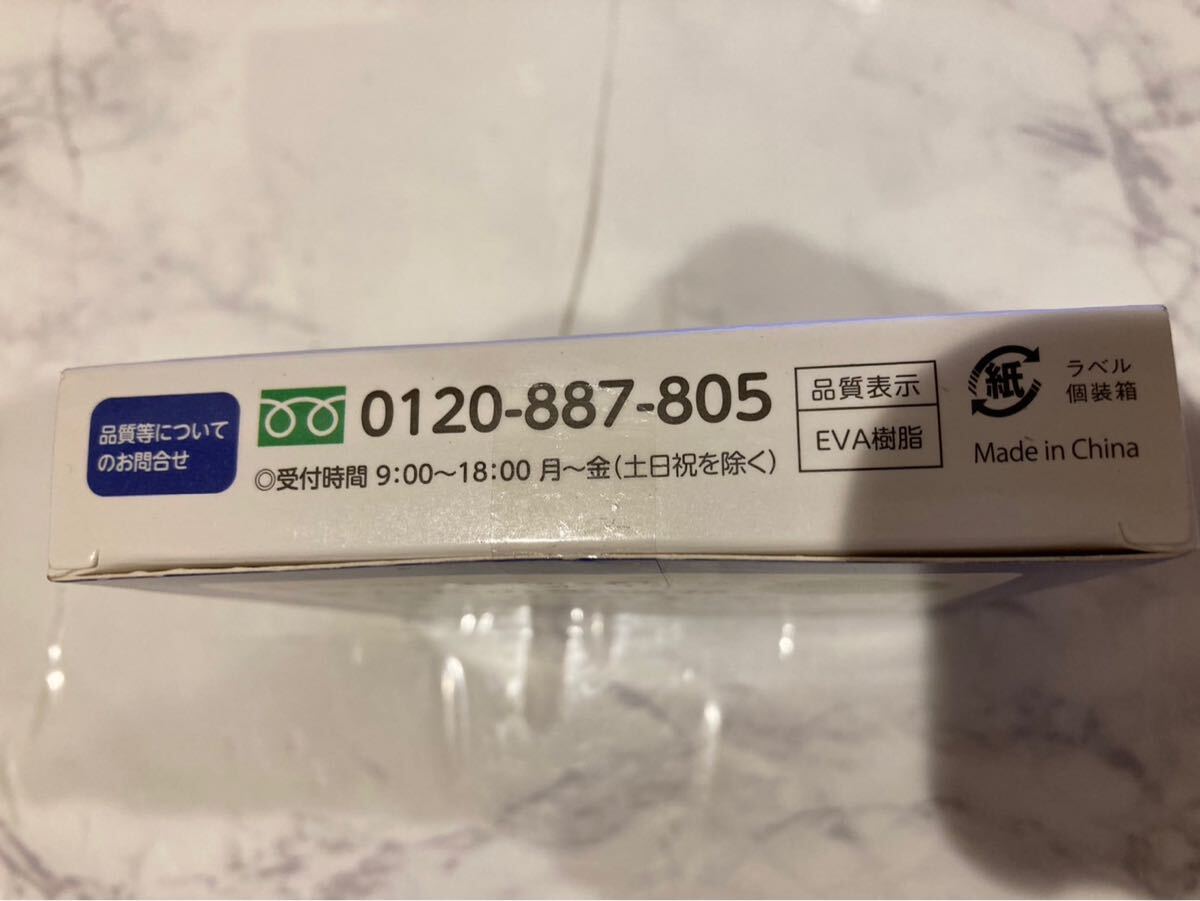 品質等について
のお問合せ
0120-887-805
◎受付時間 9:00〜18:00 月〜金(土日祝を除く)
品質表示
EVA樹脂
紙
ラベル
個装箱
Made in China